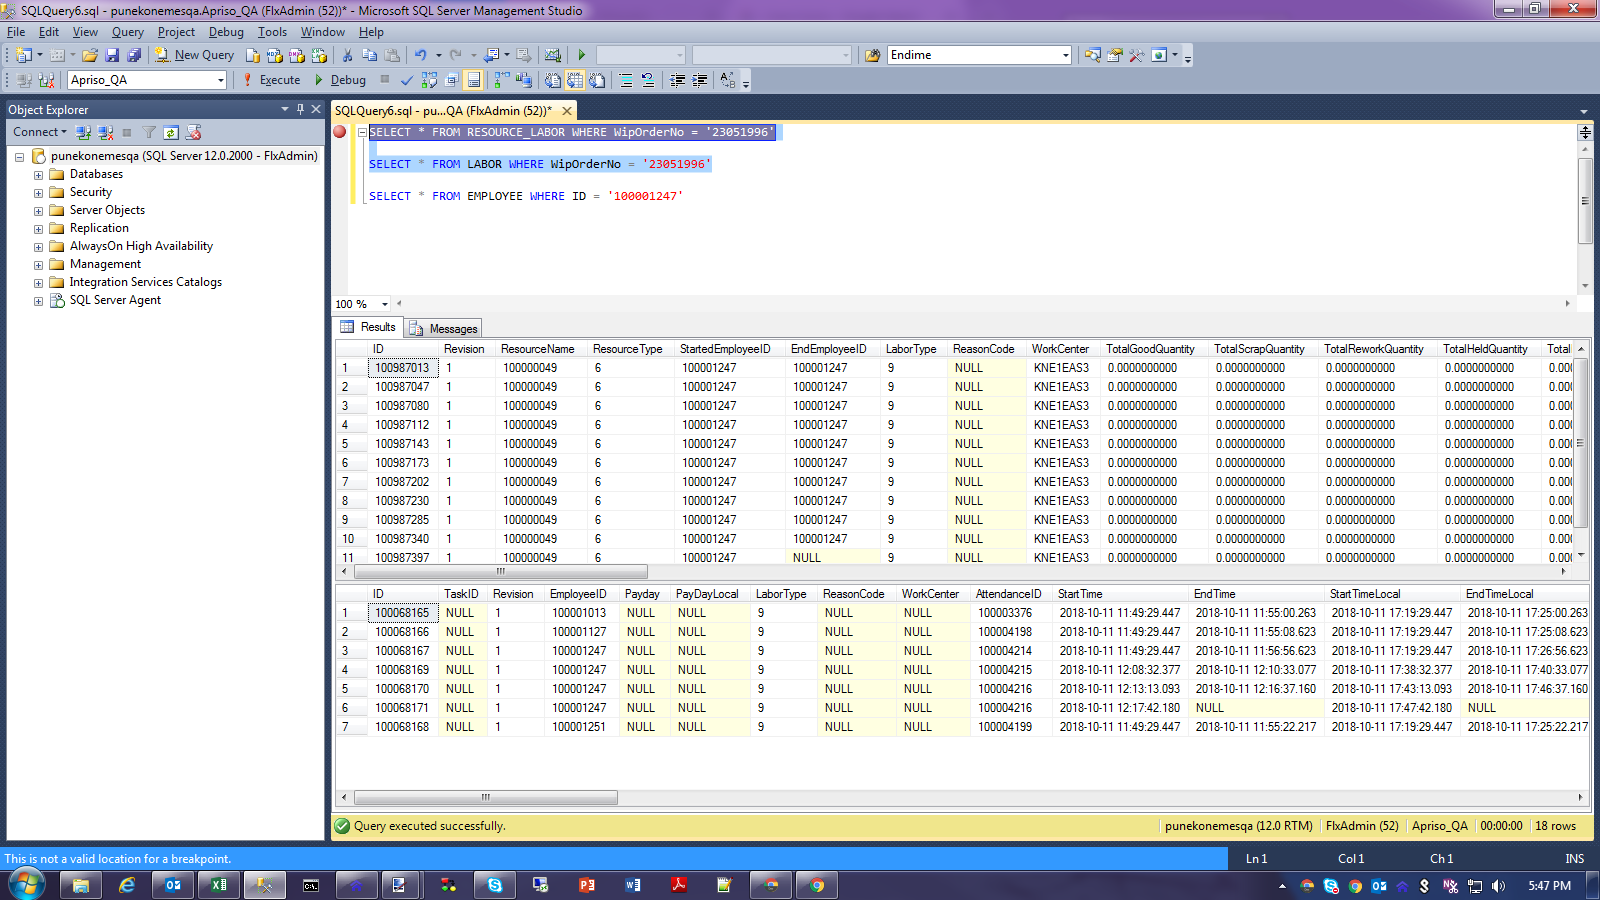 SQLQuery6.sql - punekonemesqa.Apriso_QA (FlxAdmin (52))* - Microsoft SQL Server Management Studio
File Edit View Query Project Debug Tools Window Help
New Query Endime
Apriso_QA Execute Debug
Object Explorer
Connect
punekonemesqa (SQL Server 12.0.2000 - FlxAdmin)
Databases
Security
Server Objects
Replication
AlwaysOn High Availability
Management
Integration Services Catalogs
SQL Server Agent
SQLQuery6.sql - pu...QA (FlxAdmin (52))*
SELECT * FROM RESOURCE_LABOR WHERE WipOrderNo = '23051996'
SELECT * FROM LABOR WHERE WipOrderNo = '23051996'
SELECT * FROM EMPLOYEE WHERE ID = '100001247'
100 %
Results Messages
ID Revision ResourceName ResourceType StartedEmployeeID EndEmployeeID LaborType ReasonCode WorkCenter TotalGoodQuantity TotalScrapQuantity TotalReworkQuantity TotalHeldQuantity Total
1 100987013 1 100000049 6 100001247 100001247 9 NULL KNE1EAS3 0.0000000000 0.0000000000 0.0000000000 0.0000000000 0.000
2 100987047 1 100000049 6 100001247 100001247 9 NULL KNE1EAS3 0.0000000000 0.0000000000 0.0000000000 0.0000000000 0.000
3 100987080 1 100000049 6 100001247 100001247 9 NULL KNE1EAS3 0.0000000000 0.0000000000 0.0000000000 0.0000000000 0.000
4 100987112 1 100000049 6 100001247 100001247 9 NULL KNE1EAS3 0.0000000000 0.0000000000 0.0000000000 0.0000000000 0.000
5 100987143 1 100000049 6 100001247 100001247 9 NULL KNE1EAS3 0.0000000000 0.0000000000 0.0000000000 0.0000000000 0.000
6 100987173 1 100000049 6 100001247 100001247 9 NULL KNE1EAS3 0.0000000000 0.0000000000 0.0000000000 0.0000000000 0.000
7 100987202 1 100000049 6 100001247 100001247 9 NULL KNE1EAS3 0.0000000000 0.0000000000 0.0000000000 0.0000000000 0.000
8 100987230 1 100000049 6 100001247 100001247 9 NULL KNE1EAS3 0.0000000000 0.0000000000 0.0000000000 0.0000000000 0.000
9 100987285 1 100000049 6 100001247 100001247 9 NULL KNE1EAS3 0.0000000000 0.0000000000 0.0000000000 0.0000000000 0.000
10 100987340 1 100000049 6 100001247 100001247 9 NULL KNE1EAS3 0.0000000000 0.0000000000 0.0000000000 0.0000000000 0.000
11 100987397 1 100000049 6 100001247 NULL 9 NULL KNE1EAS3 0.0000000000 0.0000000000 0.0000000000 0.0000000000 0.000
ID TaskID Revision EmployeeID Payday PayDayLocal LaborType ReasonCode WorkCenter AttendanceID StartTime EndTime StartTimeLocal EndTimeLocal
1 100068165 NULL 1 100001013 NULL NULL 9 NULL NULL 100003376 2018-10-11 11:49:29.447 2018-10-11 11:55:00.263 2018-10-11 17:19:29.447 2018-10-11 17:25:00.263
2 100068166 NULL 1 100001127 NULL NULL 9 NULL NULL 100004198 2018-10-11 11:49:29.447 2018-10-11 11:55:08.623 2018-10-11 17:19:29.447 2018-10-11 17:25:08.623
3 100068167 NULL 1 100001247 NULL NULL 9 NULL NULL 100004214 2018-10-11 11:49:29.447 2018-10-11 11:56:56.623 2018-10-11 17:19:29.447 2018-10-11 17:26:56.623
4 100068169 NULL 1 100001247 NULL NULL 9 NULL NULL 100004215 2018-10-11 12:08:32.377 2018-10-11 12:10:33.077 2018-10-11 17:38:32.377 2018-10-11 17:40:33.077
5 100068170 NULL 1 100001247 NULL NULL 9 NULL NULL 100004216 2018-10-11 12:13:13.093 2018-10-11 12:16:37.160 2018-10-11 17:43:13.093 2018-10-11 17:46:37.160
6 100068171 NULL 1 100001247 NULL NULL 9 NULL NULL 100004216 2018-10-11 12:17:42.180 NULL 2018-10-11 17:47:42.180 NULL
7 100068168 NULL 1 100001251 NULL NULL 9 NULL NULL 100004199 2018-10-11 11:49:29.447 2018-10-11 11:55:22.217 2018-10-11 17:19:29.447 2018-10-11 17:25:22.217
Query executed successfully. punekonemesqa (12.0 RTM) FlxAdmin (52) Apriso_QA 00:00:00 18 rows
This is not a valid location for a breakpoint. Ln 1 Col 1 Ch 1 INS
5:47 PM